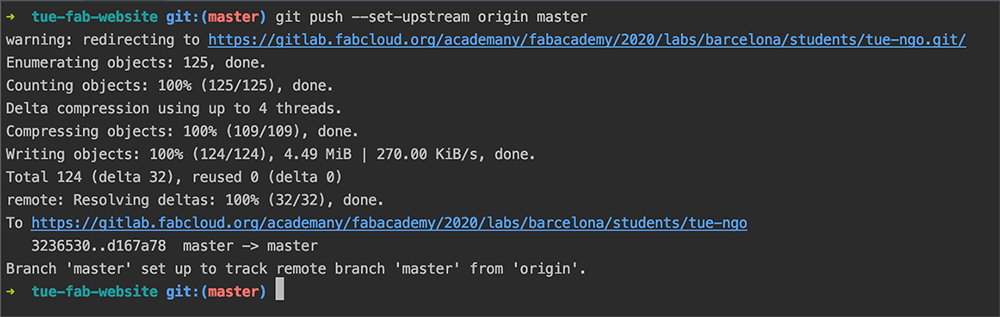 ➜  tue-fab-website git:(master) git push --set-upstream origin master
warning: redirecting to https://gitlab.fabcloud.org/academany/fabacademy/2020/labs/barcelona/students/tue-ngo.git/
Enumerating objects: 125, done.
Counting objects: 100% (125/125), done.
Delta compression using up to 4 threads.
Compressing objects: 100% (109/109), done.
Writing objects: 100% (124/124), 4.49 MiB | 270.00 KiB/s, done.
Total 124 (delta 32), reused 0 (delta 0)
remote: Resolving deltas: 100% (32/32), done.
To https://gitlab.fabcloud.org/academany/fabacademy/2020/labs/barcelona/students/tue-ngo
   3236530..d167a78  master -> master
Branch 'master' set up to track remote branch 'master' from 'origin'.
➜  tue-fab-website git:(master)